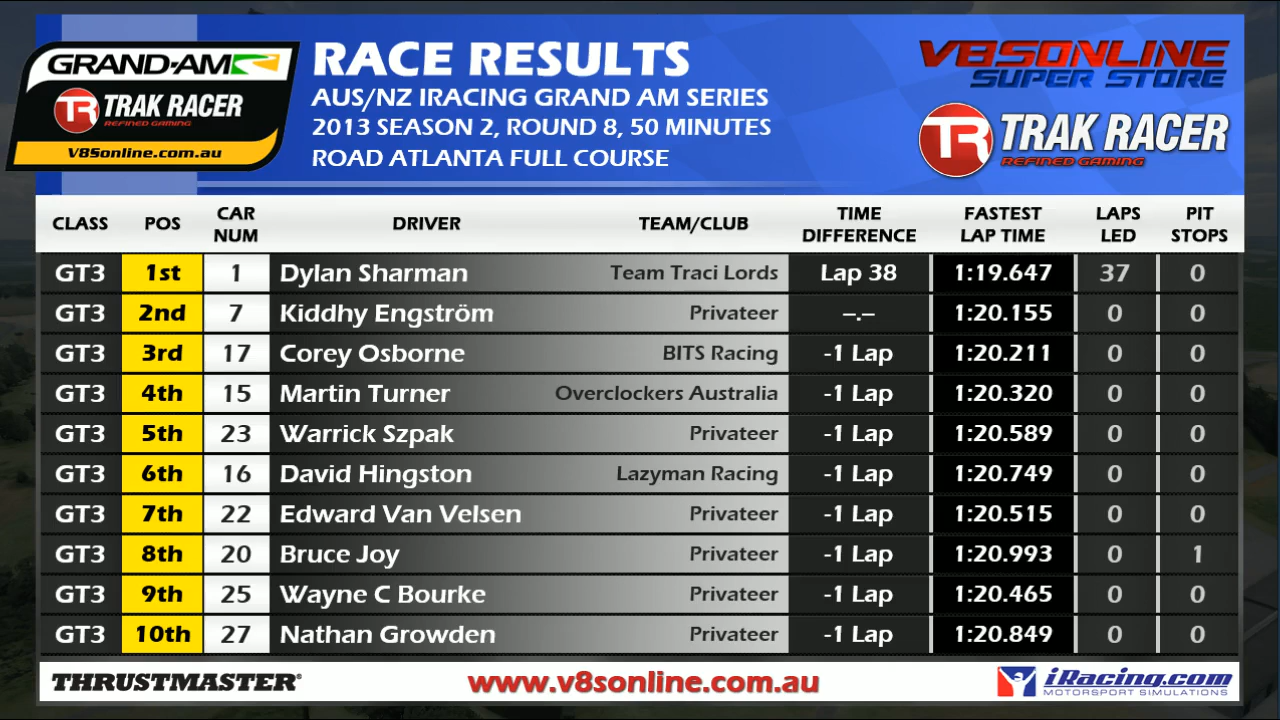 GRAND-AM
TR TRAK RACER
REFINED GAMING
V8Sonline.com.au
RACE RESULTS
AUS/NZ IRACING GRAND AM SERIES
2013 SEASON 2, ROUND 8, 50 MINUTES
ROAD ATLANTA FULL COURSE
V8SONLINE
SUPER STORE
TR TRAK RACER
REFINED GAMING
CLASS POS CAR NUM DRIVER TEAM/CLUB TIME DIFFERENCE FASTEST LAP TIME LAPS LED PIT STOPS
GT3 1st 1 Dylan Sharman Team Traci Lords Lap 38 1:19.647 37 0
GT3 2nd 7 Kiddhy Engström Privateer –.– 1:20.155 0 0
GT3 3rd 17 Corey Osborne BITS Racing -1 Lap 1:20.211 0 0
GT3 4th 15 Martin Turner Overclockers Australia -1 Lap 1:20.320 0 0
GT3 5th 23 Warrick Szpak Privateer -1 Lap 1:20.589 0 0
GT3 6th 16 David Hingston Lazyman Racing -1 Lap 1:20.749 0 0
GT3 7th 22 Edward Van Velsen Privateer -1 Lap 1:20.515 0 0
GT3 8th 20 Bruce Joy Privateer -1 Lap 1:20.993 0 1
GT3 9th 25 Wayne C Bourke Privateer -1 Lap 1:20.465 0 0
GT3 10th 27 Nathan Growden Privateer -1 Lap 1:20.849 0 0
THRUSTMASTER® www.v8sonline.com.au iRacing.com
MOTORSPORT SIMULATIONS